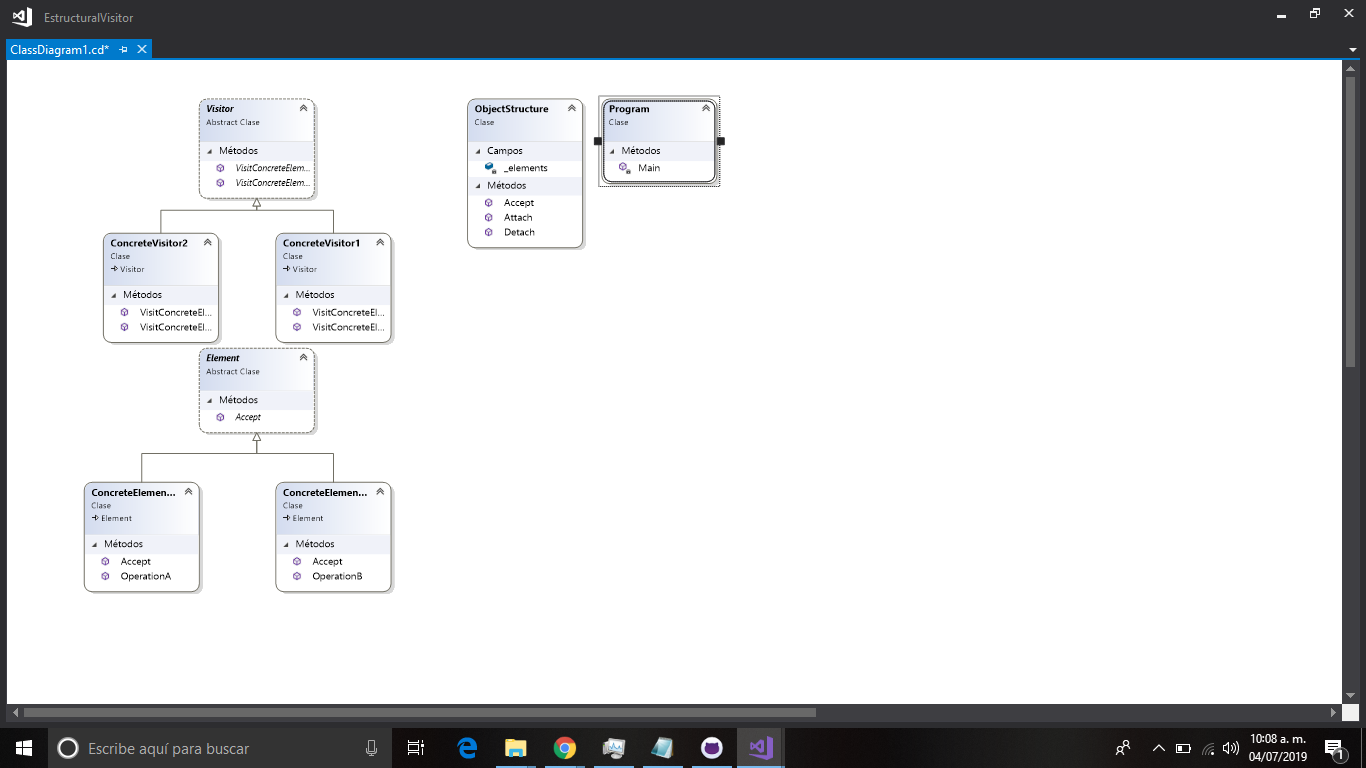 EstructuralVisitor
ClassDiagram1.cd*
Visitor
Abstract Clase
Métodos
VisitConcreteElem...
VisitConcreteElem...
ObjectStructure
Clase
Campos
_elements
Métodos
Accept
Attach
Detach
Program
Clase
Métodos
Main
ConcreteVisitor2
Clase
Visitor
Métodos
VisitConcreteEl...
VisitConcreteEl...
ConcreteVisitor1
Clase
Visitor
Métodos
VisitConcreteEl...
VisitConcreteEl...
Element
Abstract Clase
Métodos
Accept
ConcreteElemen...
Clase
Element
Métodos
Accept
OperationA
ConcreteElemen...
Clase
Element
Métodos
Accept
OperationB
Escribe aquí para buscar
10:08 a. m.
04/07/2019
1